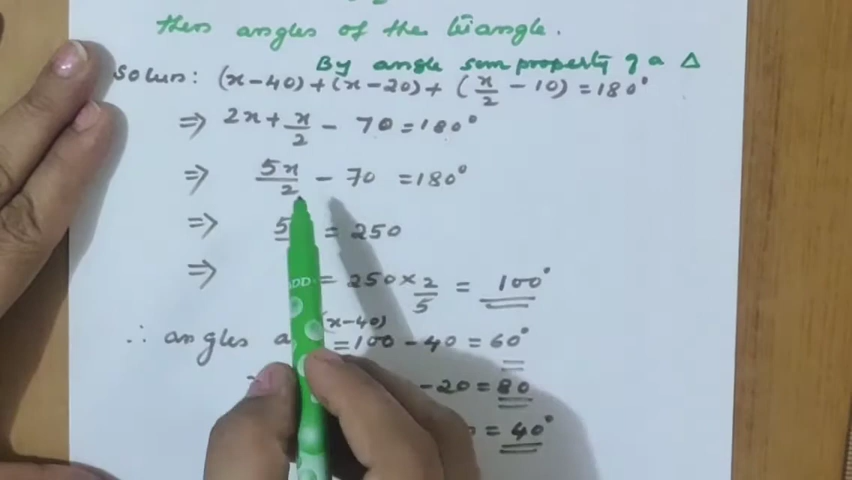 angles of the triangle.
By angle sum property of a Δ
Solun: (x-40)+(x-20)+(x/2-10)=180°
⇒ 2x+x/2-70=180°
⇒ 5x/2-70=180°
⇒ 5 = 250
⇒ = 250×2/5 = 100°
∴ angles (x-40) =100-40=60°
-20=80
= 40°